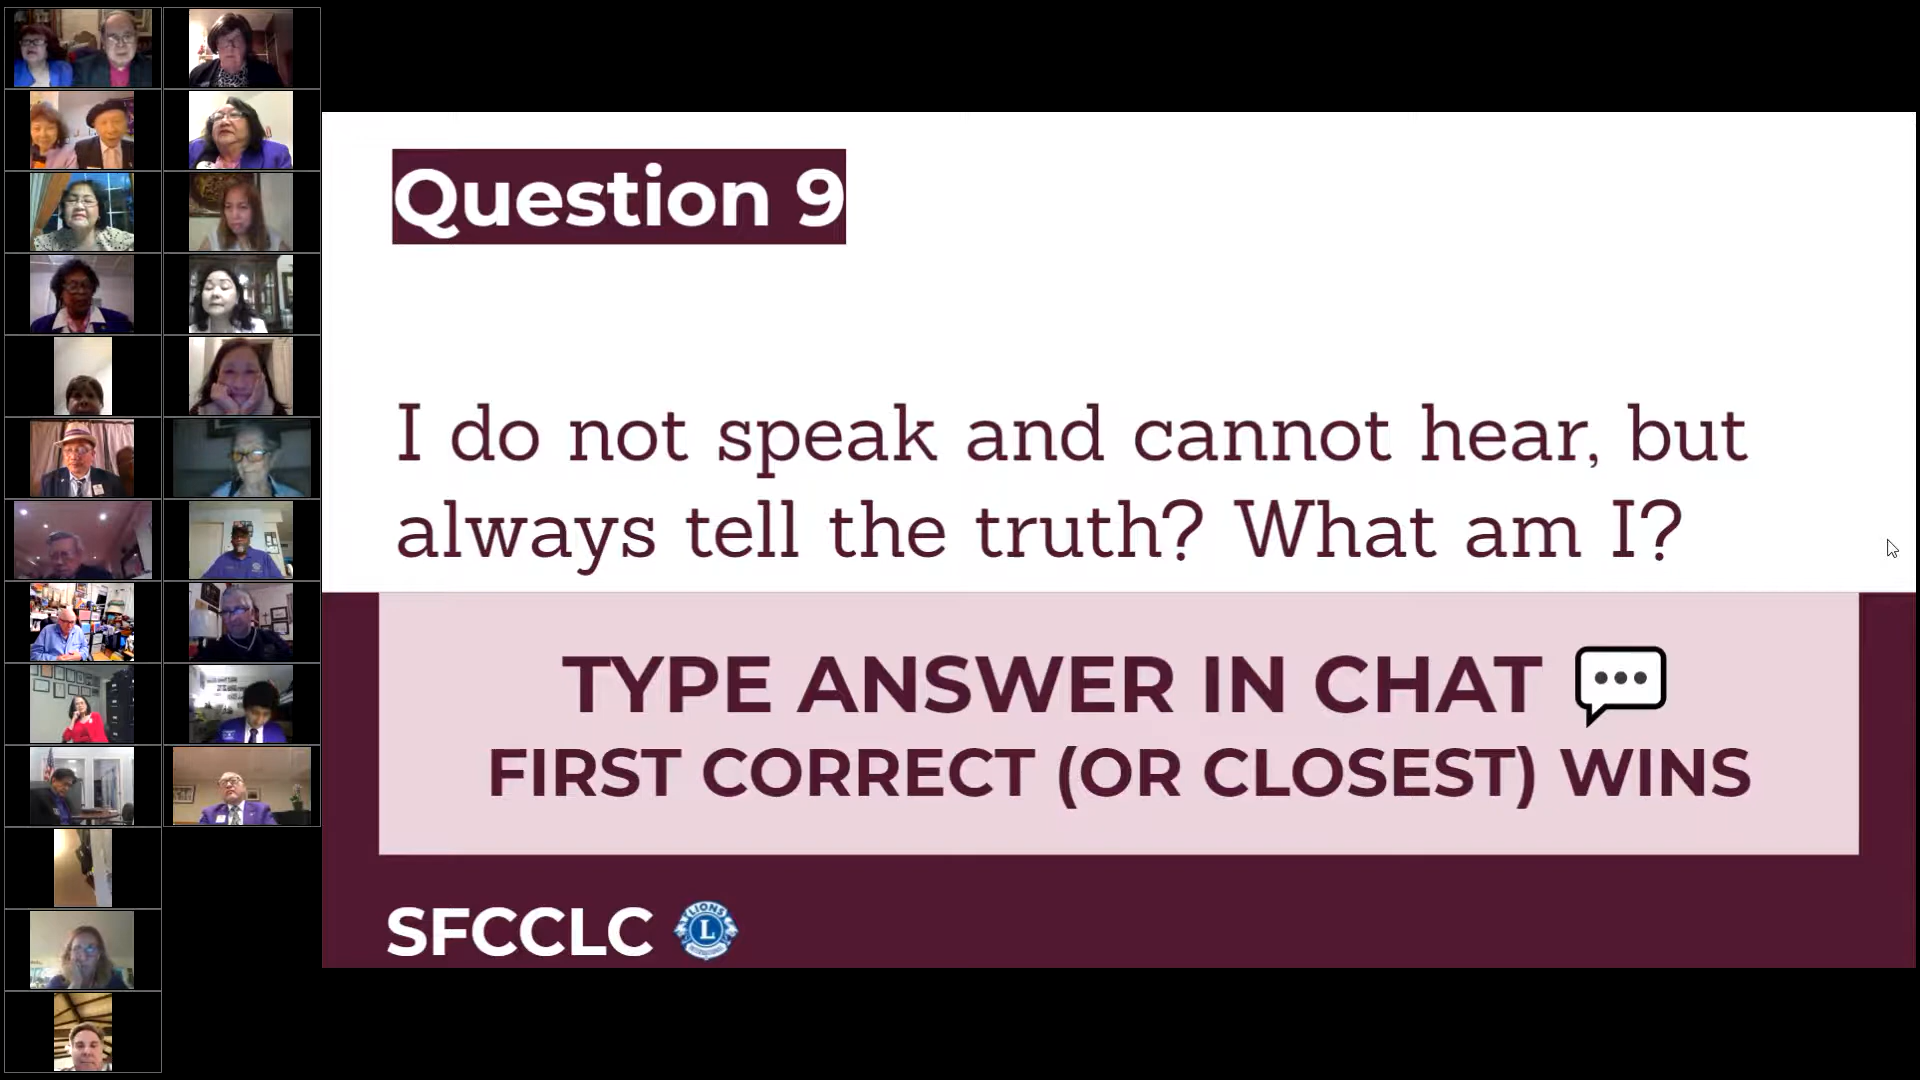 Question 9
I do not speak and cannot hear, but
always tell the truth? What am I?
TYPE ANSWER IN CHAT
FIRST CORRECT (OR CLOSEST) WINS
SFCCLC
LIONS
L
INTERNATIONAL